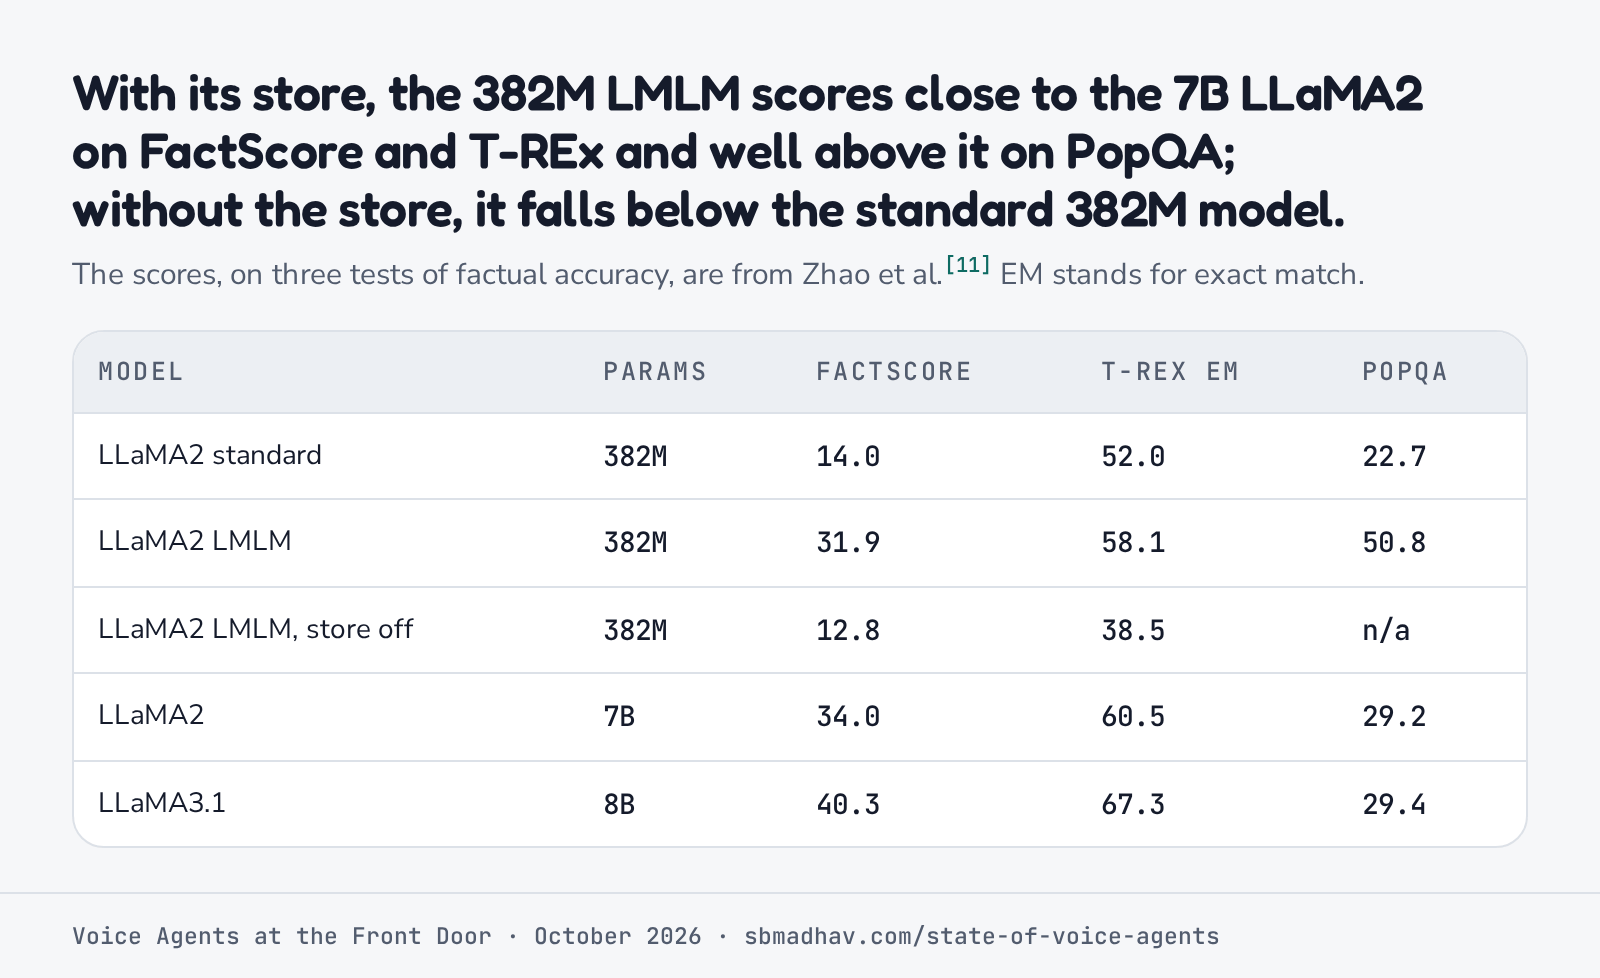 With its store, the 382M LMLM scores close to the 7B LLaMA2
on FactScore and T-REx and well above it on PopQA;
without the store, it falls below the standard 382M model.
The scores, on three tests of factual accuracy, are from Zhao et al.[11] EM stands for exact match.
MODEL PARAMS FACTSCORE T-REX EM POPQA
LLaMA2 standard 382M 14.0 52.0 22.7
LLaMA2 LMLM 382M 31.9 58.1 50.8
LLaMA2 LMLM, store off 382M 12.8 38.5 n/a
LLaMA2 7B 34.0 60.5 29.2
LLaMA3.1 8B 40.3 67.3 29.4
Voice Agents at the Front Door · October 2026 · sbmadhav.com/state-of-voice-agents